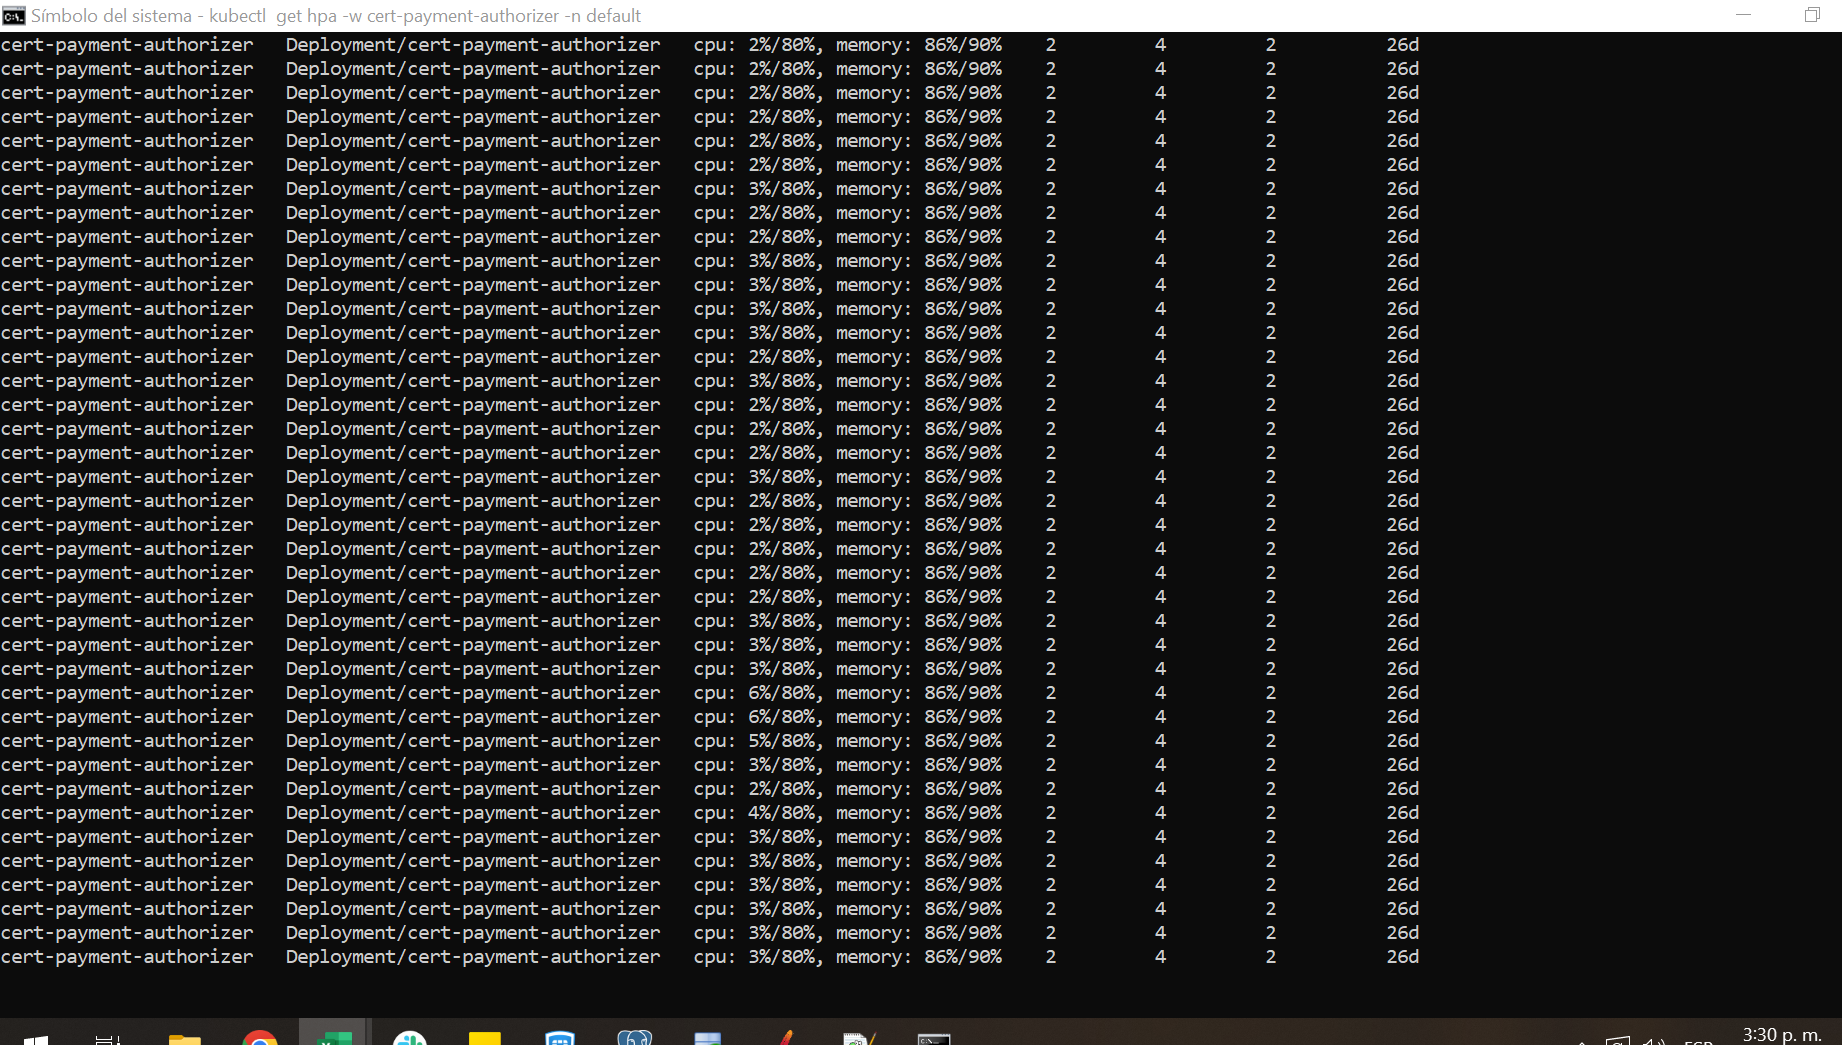 Símbolo del sistema - kubectl  get hpa -w cert-payment-authorizer -n default
cert-payment-authorizer   Deployment/cert-payment-authorizer   cpu: 2%/80%, memory: 86%/90%   2   4   2   26d
cert-payment-authorizer   Deployment/cert-payment-authorizer   cpu: 2%/80%, memory: 86%/90%   2   4   2   26d
cert-payment-authorizer   Deployment/cert-payment-authorizer   cpu: 2%/80%, memory: 86%/90%   2   4   2   26d
cert-payment-authorizer   Deployment/cert-payment-authorizer   cpu: 2%/80%, memory: 86%/90%   2   4   2   26d
cert-payment-authorizer   Deployment/cert-payment-authorizer   cpu: 2%/80%, memory: 86%/90%   2   4   2   26d
cert-payment-authorizer   Deployment/cert-payment-authorizer   cpu: 2%/80%, memory: 86%/90%   2   4   2   26d
cert-payment-authorizer   Deployment/cert-payment-authorizer   cpu: 3%/80%, memory: 86%/90%   2   4   2   26d
cert-payment-authorizer   Deployment/cert-payment-authorizer   cpu: 2%/80%, memory: 86%/90%   2   4   2   26d
cert-payment-authorizer   Deployment/cert-payment-authorizer   cpu: 2%/80%, memory: 86%/90%   2   4   2   26d
cert-payment-authorizer   Deployment/cert-payment-authorizer   cpu: 3%/80%, memory: 86%/90%   2   4   2   26d
cert-payment-authorizer   Deployment/cert-payment-authorizer   cpu: 3%/80%, memory: 86%/90%   2   4   2   26d
cert-payment-authorizer   Deployment/cert-payment-authorizer   cpu: 3%/80%, memory: 86%/90%   2   4   2   26d
cert-payment-authorizer   Deployment/cert-payment-authorizer   cpu: 3%/80%, memory: 86%/90%   2   4   2   26d
cert-payment-authorizer   Deployment/cert-payment-authorizer   cpu: 2%/80%, memory: 86%/90%   2   4   2   26d
cert-payment-authorizer   Deployment/cert-payment-authorizer   cpu: 3%/80%, memory: 86%/90%   2   4   2   26d
cert-payment-authorizer   Deployment/cert-payment-authorizer   cpu: 2%/80%, memory: 86%/90%   2   4   2   26d
cert-payment-authorizer   Deployment/cert-payment-authorizer   cpu: 2%/80%, memory: 86%/90%   2   4   2   26d
cert-payment-authorizer   Deployment/cert-payment-authorizer   cpu: 2%/80%, memory: 86%/90%   2   4   2   26d
cert-payment-authorizer   Deployment/cert-payment-authorizer   cpu: 3%/80%, memory: 86%/90%   2   4   2   26d
cert-payment-authorizer   Deployment/cert-payment-authorizer   cpu: 2%/80%, memory: 86%/90%   2   4   2   26d
cert-payment-authorizer   Deployment/cert-payment-authorizer   cpu: 2%/80%, memory: 86%/90%   2   4   2   26d
cert-payment-authorizer   Deployment/cert-payment-authorizer   cpu: 2%/80%, memory: 86%/90%   2   4   2   26d
cert-payment-authorizer   Deployment/cert-payment-authorizer   cpu: 2%/80%, memory: 86%/90%   2   4   2   26d
cert-payment-authorizer   Deployment/cert-payment-authorizer   cpu: 2%/80%, memory: 86%/90%   2   4   2   26d
cert-payment-authorizer   Deployment/cert-payment-authorizer   cpu: 3%/80%, memory: 86%/90%   2   4   2   26d
cert-payment-authorizer   Deployment/cert-payment-authorizer   cpu: 3%/80%, memory: 86%/90%   2   4   2   26d
cert-payment-authorizer   Deployment/cert-payment-authorizer   cpu: 3%/80%, memory: 86%/90%   2   4   2   26d
cert-payment-authorizer   Deployment/cert-payment-authorizer   cpu: 6%/80%, memory: 86%/90%   2   4   2   26d
cert-payment-authorizer   Deployment/cert-payment-authorizer   cpu: 6%/80%, memory: 86%/90%   2   4   2   26d
cert-payment-authorizer   Deployment/cert-payment-authorizer   cpu: 5%/80%, memory: 86%/90%   2   4   2   26d
cert-payment-authorizer   Deployment/cert-payment-authorizer   cpu: 3%/80%, memory: 86%/90%   2   4   2   26d
cert-payment-authorizer   Deployment/cert-payment-authorizer   cpu: 2%/80%, memory: 86%/90%   2   4   2   26d
cert-payment-authorizer   Deployment/cert-payment-authorizer   cpu: 4%/80%, memory: 86%/90%   2   4   2   26d
cert-payment-authorizer   Deployment/cert-payment-authorizer   cpu: 3%/80%, memory: 86%/90%   2   4   2   26d
cert-payment-authorizer   Deployment/cert-payment-authorizer   cpu: 3%/80%, memory: 86%/90%   2   4   2   26d
cert-payment-authorizer   Deployment/cert-payment-authorizer   cpu: 3%/80%, memory: 86%/90%   2   4   2   26d
cert-payment-authorizer   Deployment/cert-payment-authorizer   cpu: 3%/80%, memory: 86%/90%   2   4   2   26d
cert-payment-authorizer   Deployment/cert-payment-authorizer   cpu: 3%/80%, memory: 86%/90%   2   4   2   26d
cert-payment-authorizer   Deployment/cert-payment-authorizer   cpu: 3%/80%, memory: 86%/90%   2   4   2   26d
3:30 p. m.